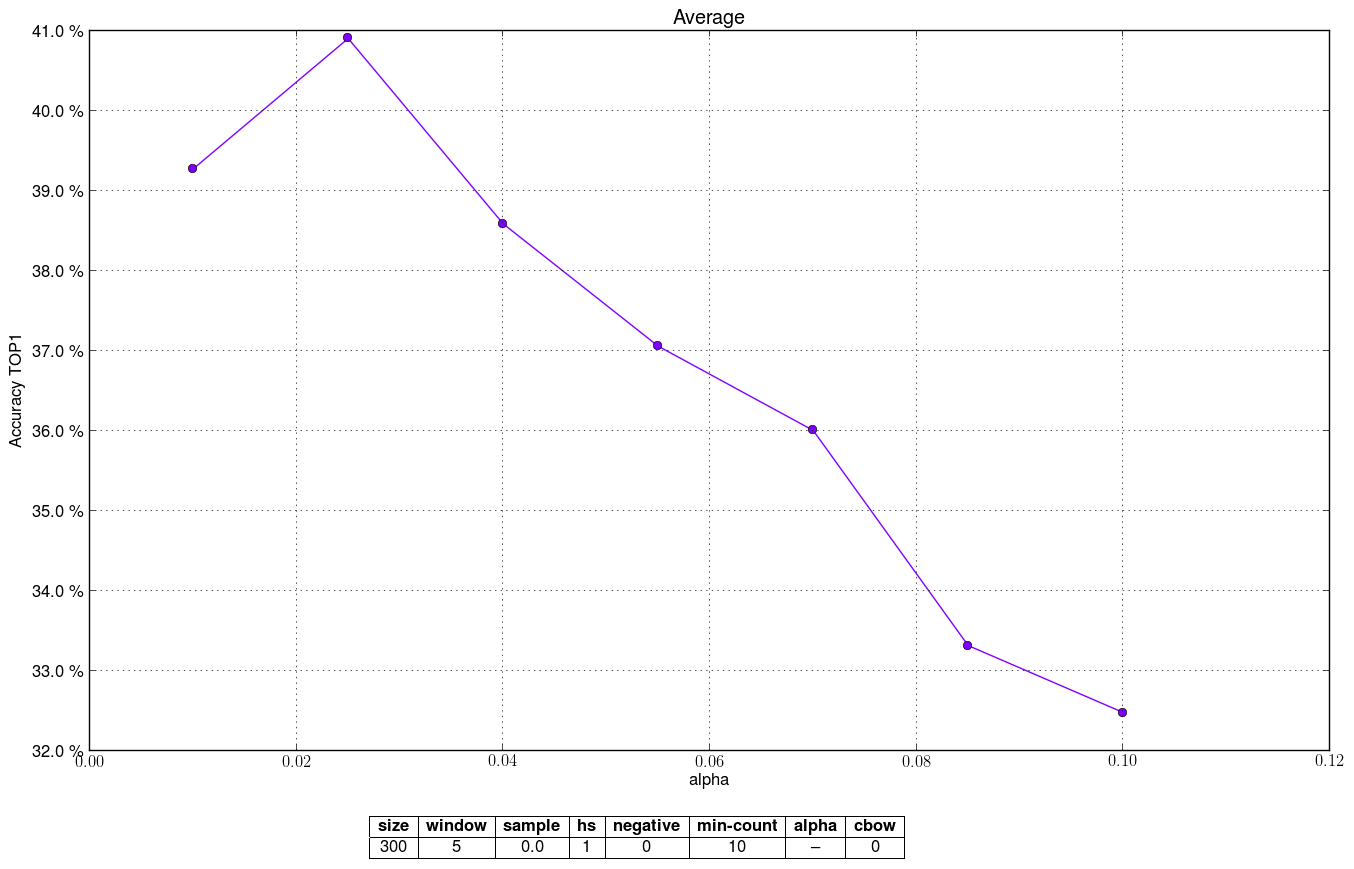 Average
41.0 %
40.0 %
39.0 %
38.0 %
37.0 %
36.0 %
35.0 %
34.0 %
33.0 %
32.0 %
Accuracy TOP1
0.00 0.02 0.04 0.06 0.08 0.10 0.12
alpha
size window sample hs negative min-count alpha cbow
300 5 0.0 1 0 10 – 0